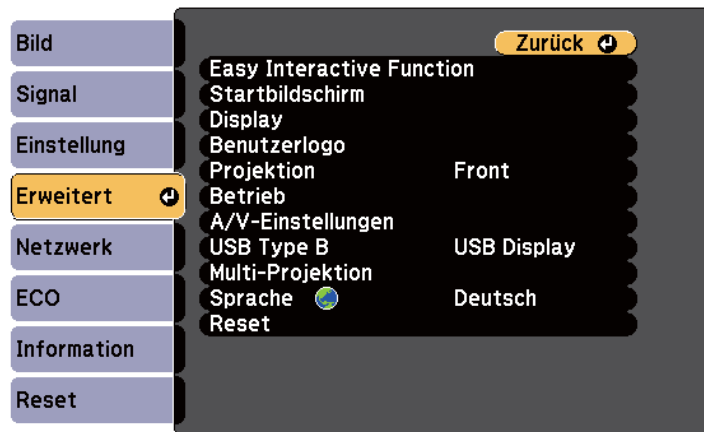 Bild
Signal
Einstellung
Erweitert
Netzwerk
ECO
Information
Reset
Zurück
Easy Interactive Function
Startbildschirm
Display
Benutzerlogo
Projektion Front
Betrieb
A/V-Einstellungen
USB Type B USB Display
Multi-Projektion
Sprache Deutsch
Reset